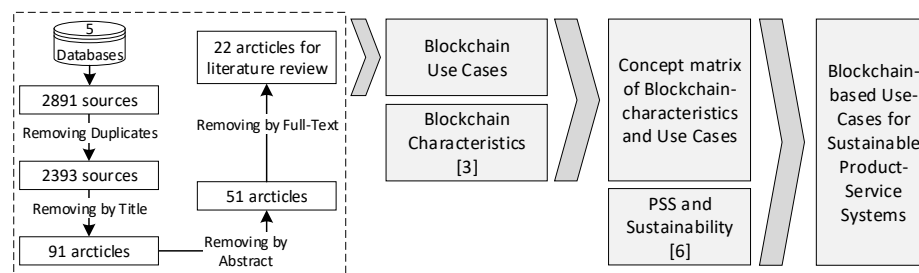 5
Databases
2891 sources
Removing Duplicates
2393 sources
Removing by Title
91 arcticles
Removing by
Abstract
51 arcticles
Removing by Full-Text
22 arcticles for
literature review
Blockchain
Use Cases
Blockchain
Characteristics
[3]
Concept matrix
of Blockchain-
characteristics
and Use Cases
PSS and
Sustainability
[6]
Blockchain-
based Use-
Cases for
Sustainable
Product-
Service
Systems